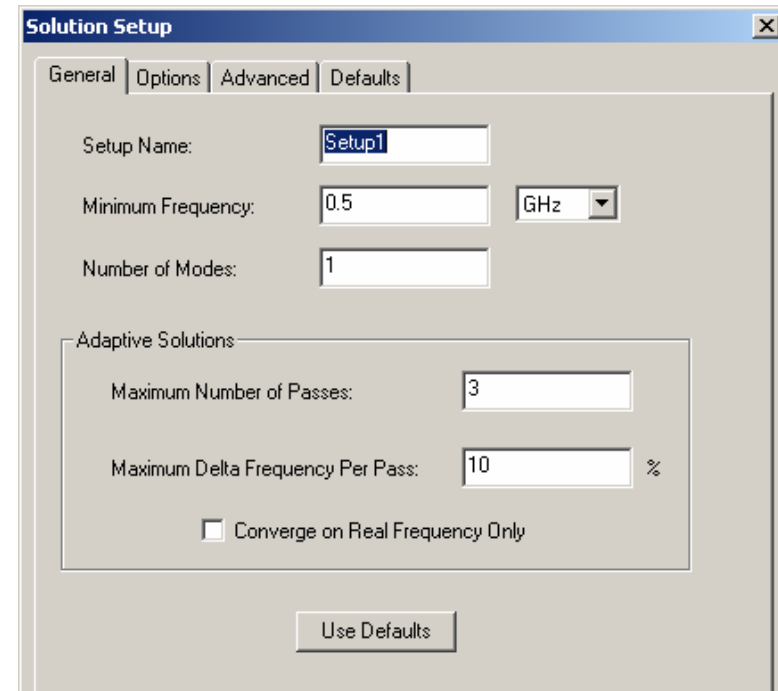 Solution Setup
General Options Advanced Defaults
Setup Name: Setup1
Minimum Frequency: 0.5 GHz
Number of Modes: 1
Adaptive Solutions
Maximum Number of Passes: 3
Maximum Delta Frequency Per Pass: 10 %
Converge on Real Frequency Only
Use Defaults